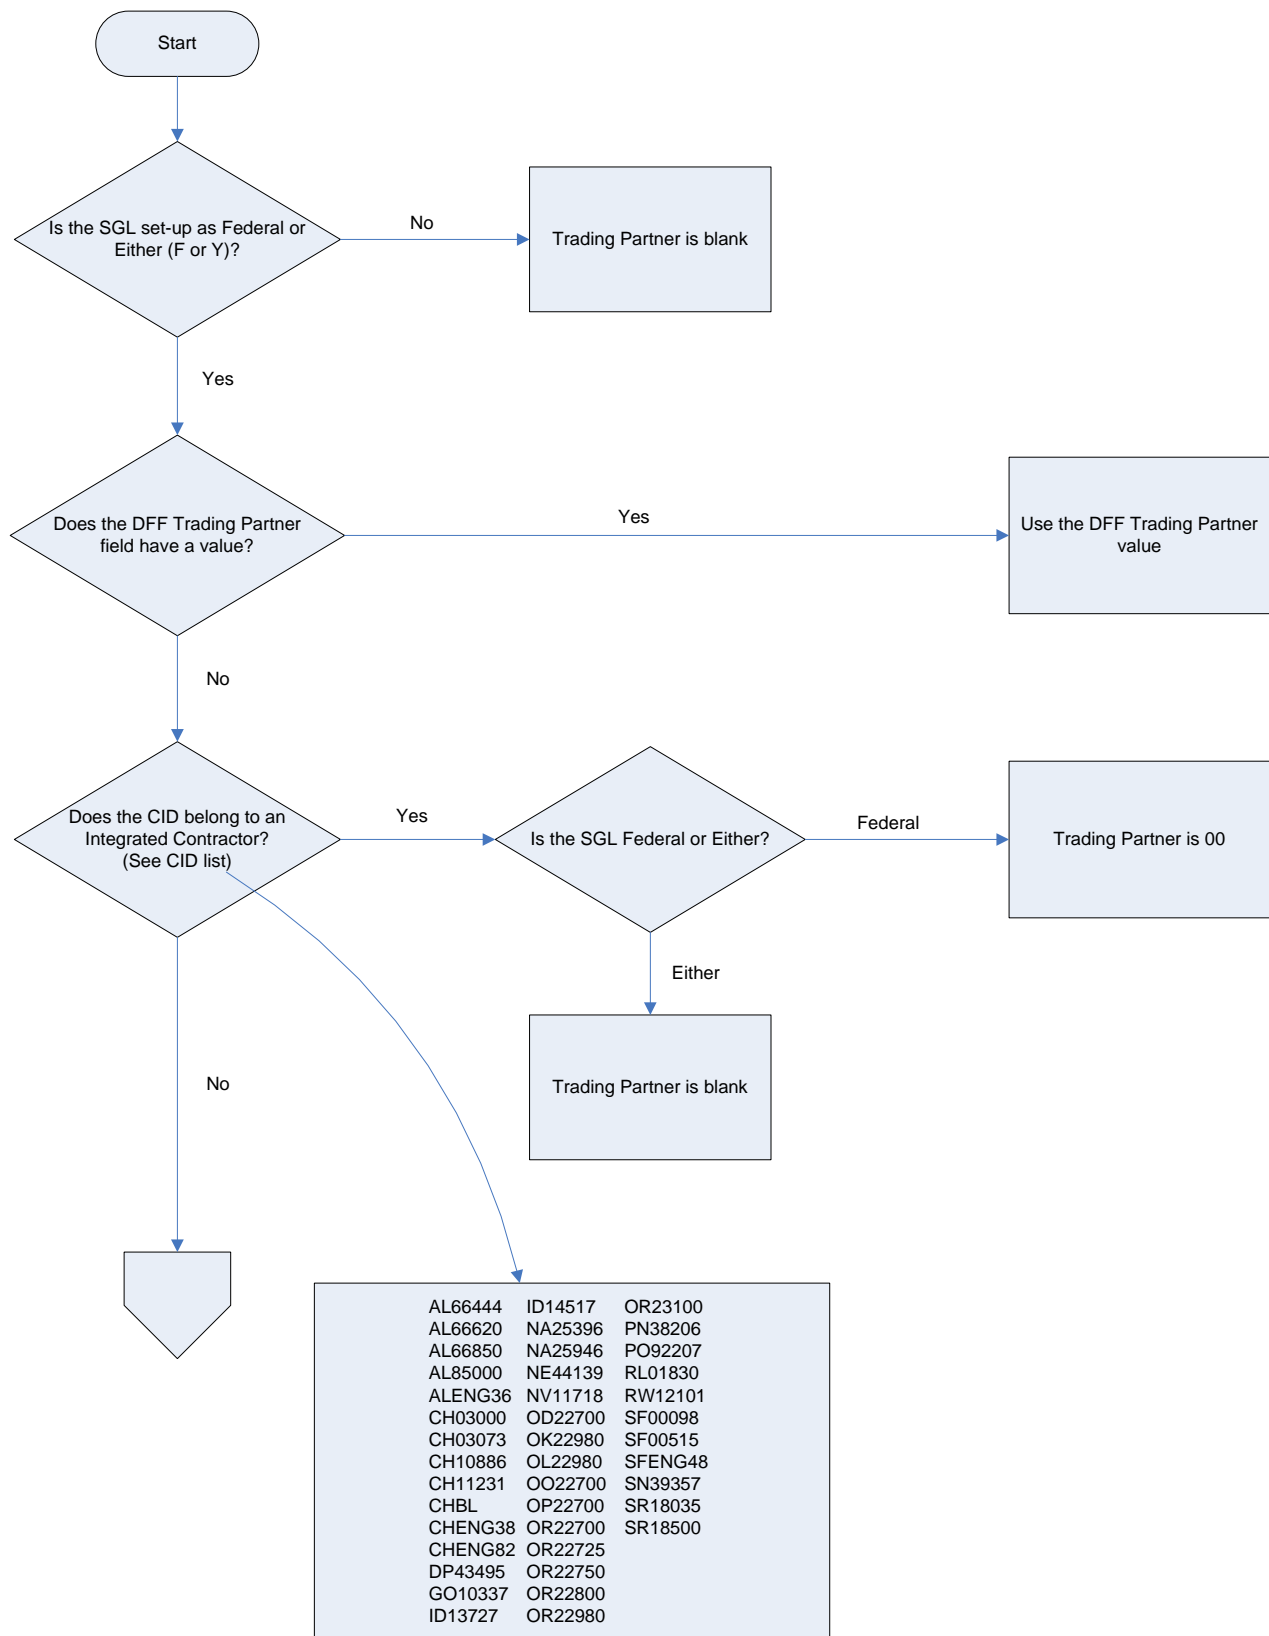 Start
Is the SGL set-up as Federal or
Either (F or Y)?
No
Trading Partner is blank
Yes
Does the DFF Trading Partner
field have a value?
Yes
Use the DFF Trading Partner
value
No
Does the CID belong to an
Integrated Contractor?
(See CID list)
Yes
Is the SGL Federal or Either?
Federal
Trading Partner is 00
Either
Trading Partner is blank
No
AL66444 ID14517 OR23100
AL66620 NA25396 PN38206
AL66850 NA25946 PO92207
AL85000 NE44139 RL01830
ALENG36 NV11718 RW12101
CH03000 OD22700 SF00098
CH03073 OK22980 SF00515
CH10886 OL22980 SFENG48
CH11231 OO22700 SN39357
CHBL OP22700 SR18035
CHENG38 OR22700 SR18500
CHENG82 OR22725
DP43495 OR22750
GO10337 OR22800
ID13727 OR22980